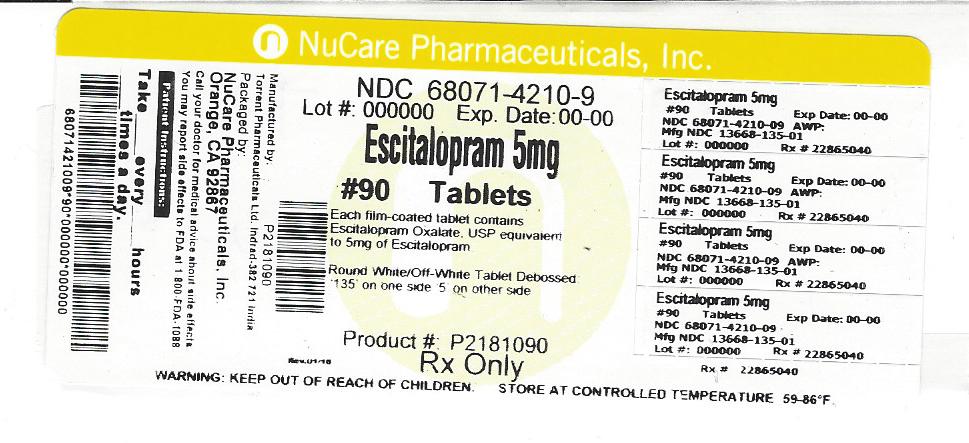 n NuCare Pharmaceuticals, Inc.
68071421009*90*0000000*000000
Take ____ every ____ hours
____ times a day.
Patient Instructions:
Call your doctor for medical advice about side effects
You may report side effects to FDA at 1 800-FDA-1088
Manufactured by:
Torrent Pharmaceuticals Ltd. Indrad-382 721 India
Packaged by:
NuCare Pharmaceuticals, Inc.
Orange, CA 92867
P2181090
NDC 68071-4210-9
Lot #: 000000 Exp. Date: 00-00
Escitalopram 5mg
#90 Tablets
Each film-coated tablet contains
Escitalopram Oxalate, USP equivalent
to 5mg of Escitalopram
Round White/Off-White Tablet Debossed
'135' on one side '5' on other side
Product #: P2181090
Rev.01/16
Rx Only
WARNING: KEEP OUT OF REACH OF CHILDREN. STORE AT CONTROLLED TEMPERATURE 59-86°F.
Escitalopram 5mg
#90 Tablets Exp Date: 00-00
NDC 68071-4210-09 AWP:
Mfg NDC 13668-135-01
Lot #: 000000 Rx # 22865040
Escitalopram 5mg
#90 Tablets Exp Date: 00-00
NDC 68071-4210-09 AWP:
Mfg NDC 13668-135-01
Lot #: 000000 Rx # 22865040
Escitalopram 5mg
#90 Tablets Exp Date: 00-00
NDC 68071-4210-09 AWP:
Mfg NDC 13668-135-01
Lot #: 000000 Rx # 22865040
Escitalopram 5mg
#90 Tablets Exp Date: 00-00
NDC 68071-4210-09
Mfg NDC 13668-135-01
Lot #: 000000 Rx # 22865040
Rx # 22865040